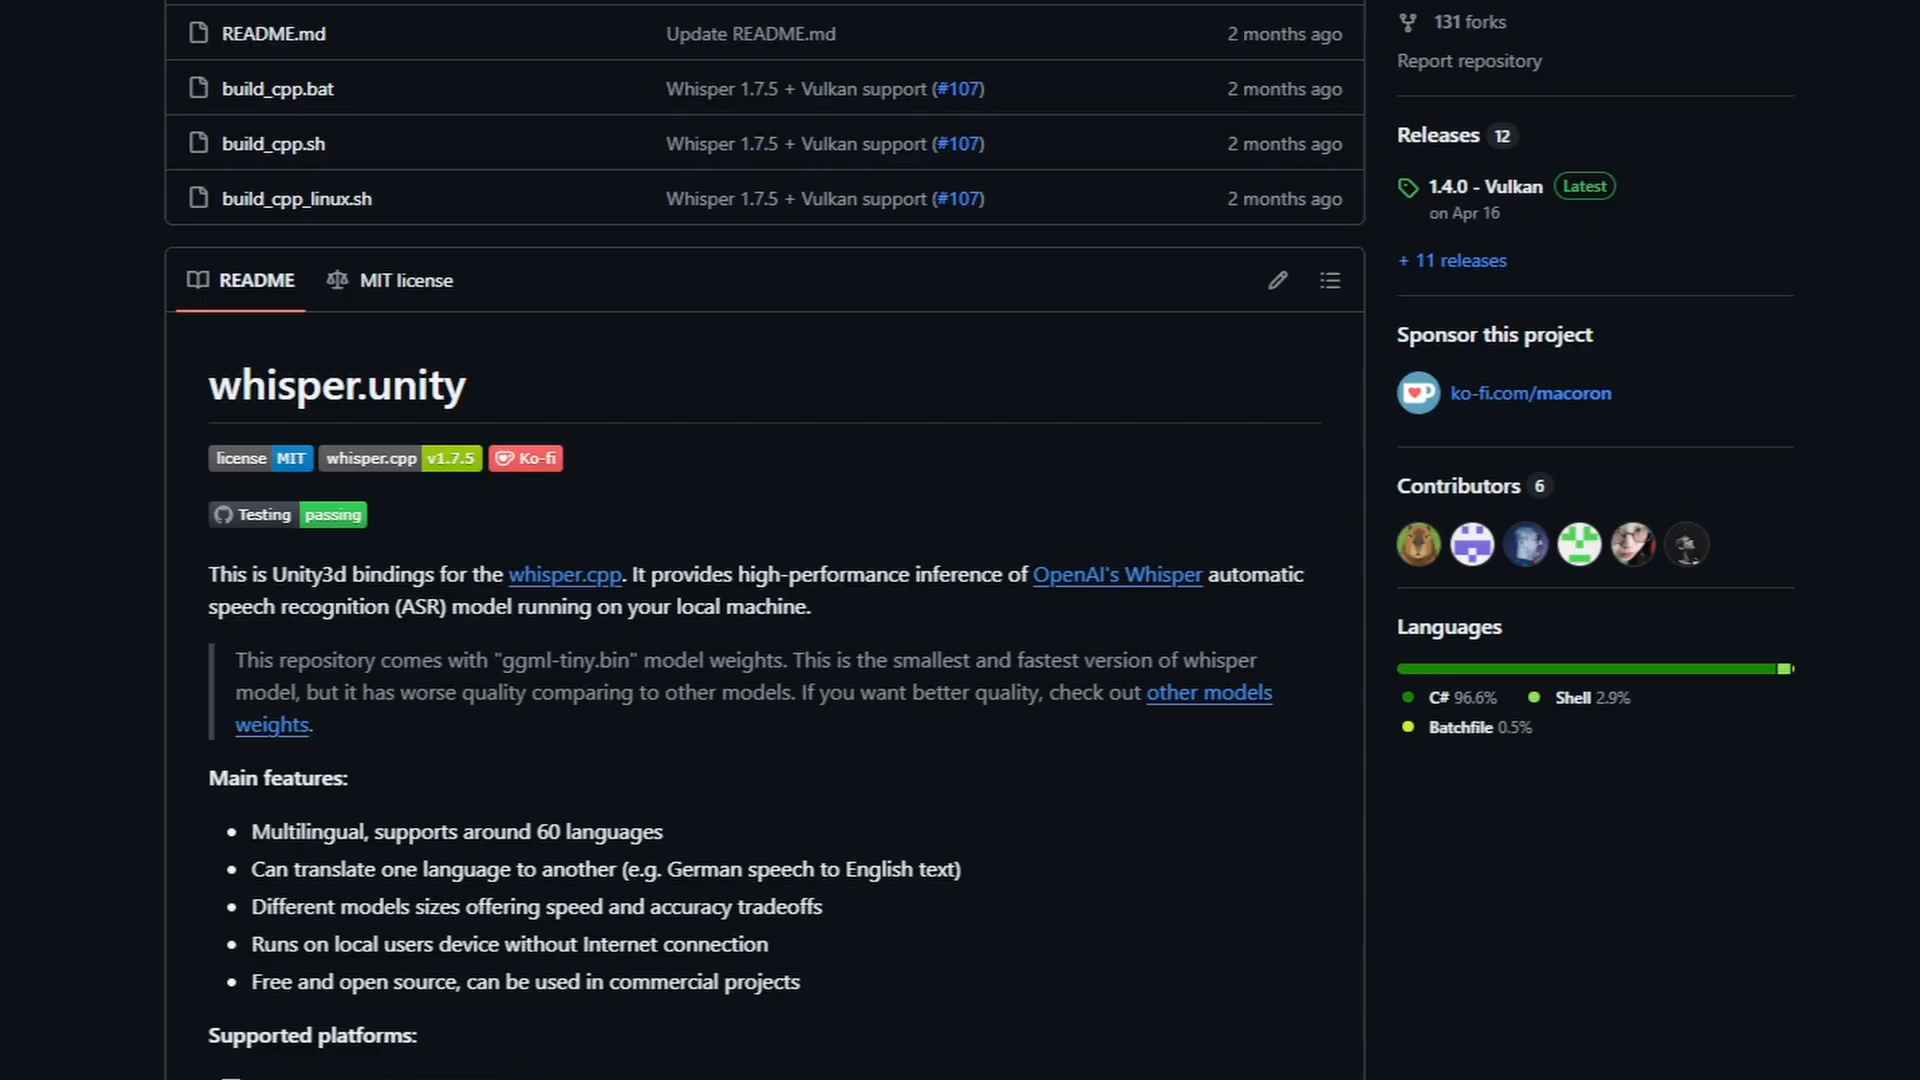 README.md Update README.md 2 months ago
build_cpp.bat Whisper 1.7.5 + Vulkan support (#107) 2 months ago
build_cpp.sh Whisper 1.7.5 + Vulkan support (#107) 2 months ago
build_cpp_linux.sh Whisper 1.7.5 + Vulkan support (#107) 2 months ago
README MIT license
whisper.unity
license MIT whisper.cpp v1.7.5 Ko-fi
Testing passing
This is Unity3d bindings for the whisper.cpp. It provides high-performance inference of OpenAI's Whisper automatic
speech recognition (ASR) model running on your local machine.
This repository comes with "ggml-tiny.bin" model weights. This is the smallest and fastest version of whisper
model, but it has worse quality comparing to other models. If you want better quality, check out other models
weights.
Main features:
• Multilingual, supports around 60 languages
• Can translate one language to another (e.g. German speech to English text)
• Different models sizes offering speed and accuracy tradeoffs
• Runs on local users device without Internet connection
• Free and open source, can be used in commercial projects
Supported platforms:
131 forks
Report repository
Releases 12
1.4.0 - Vulkan Latest
on Apr 16
+ 11 releases
Sponsor this project
ko-fi.com/macoron
Contributors 6
Languages
C# 96.6% Shell 2.9%
Batchfile 0.5%